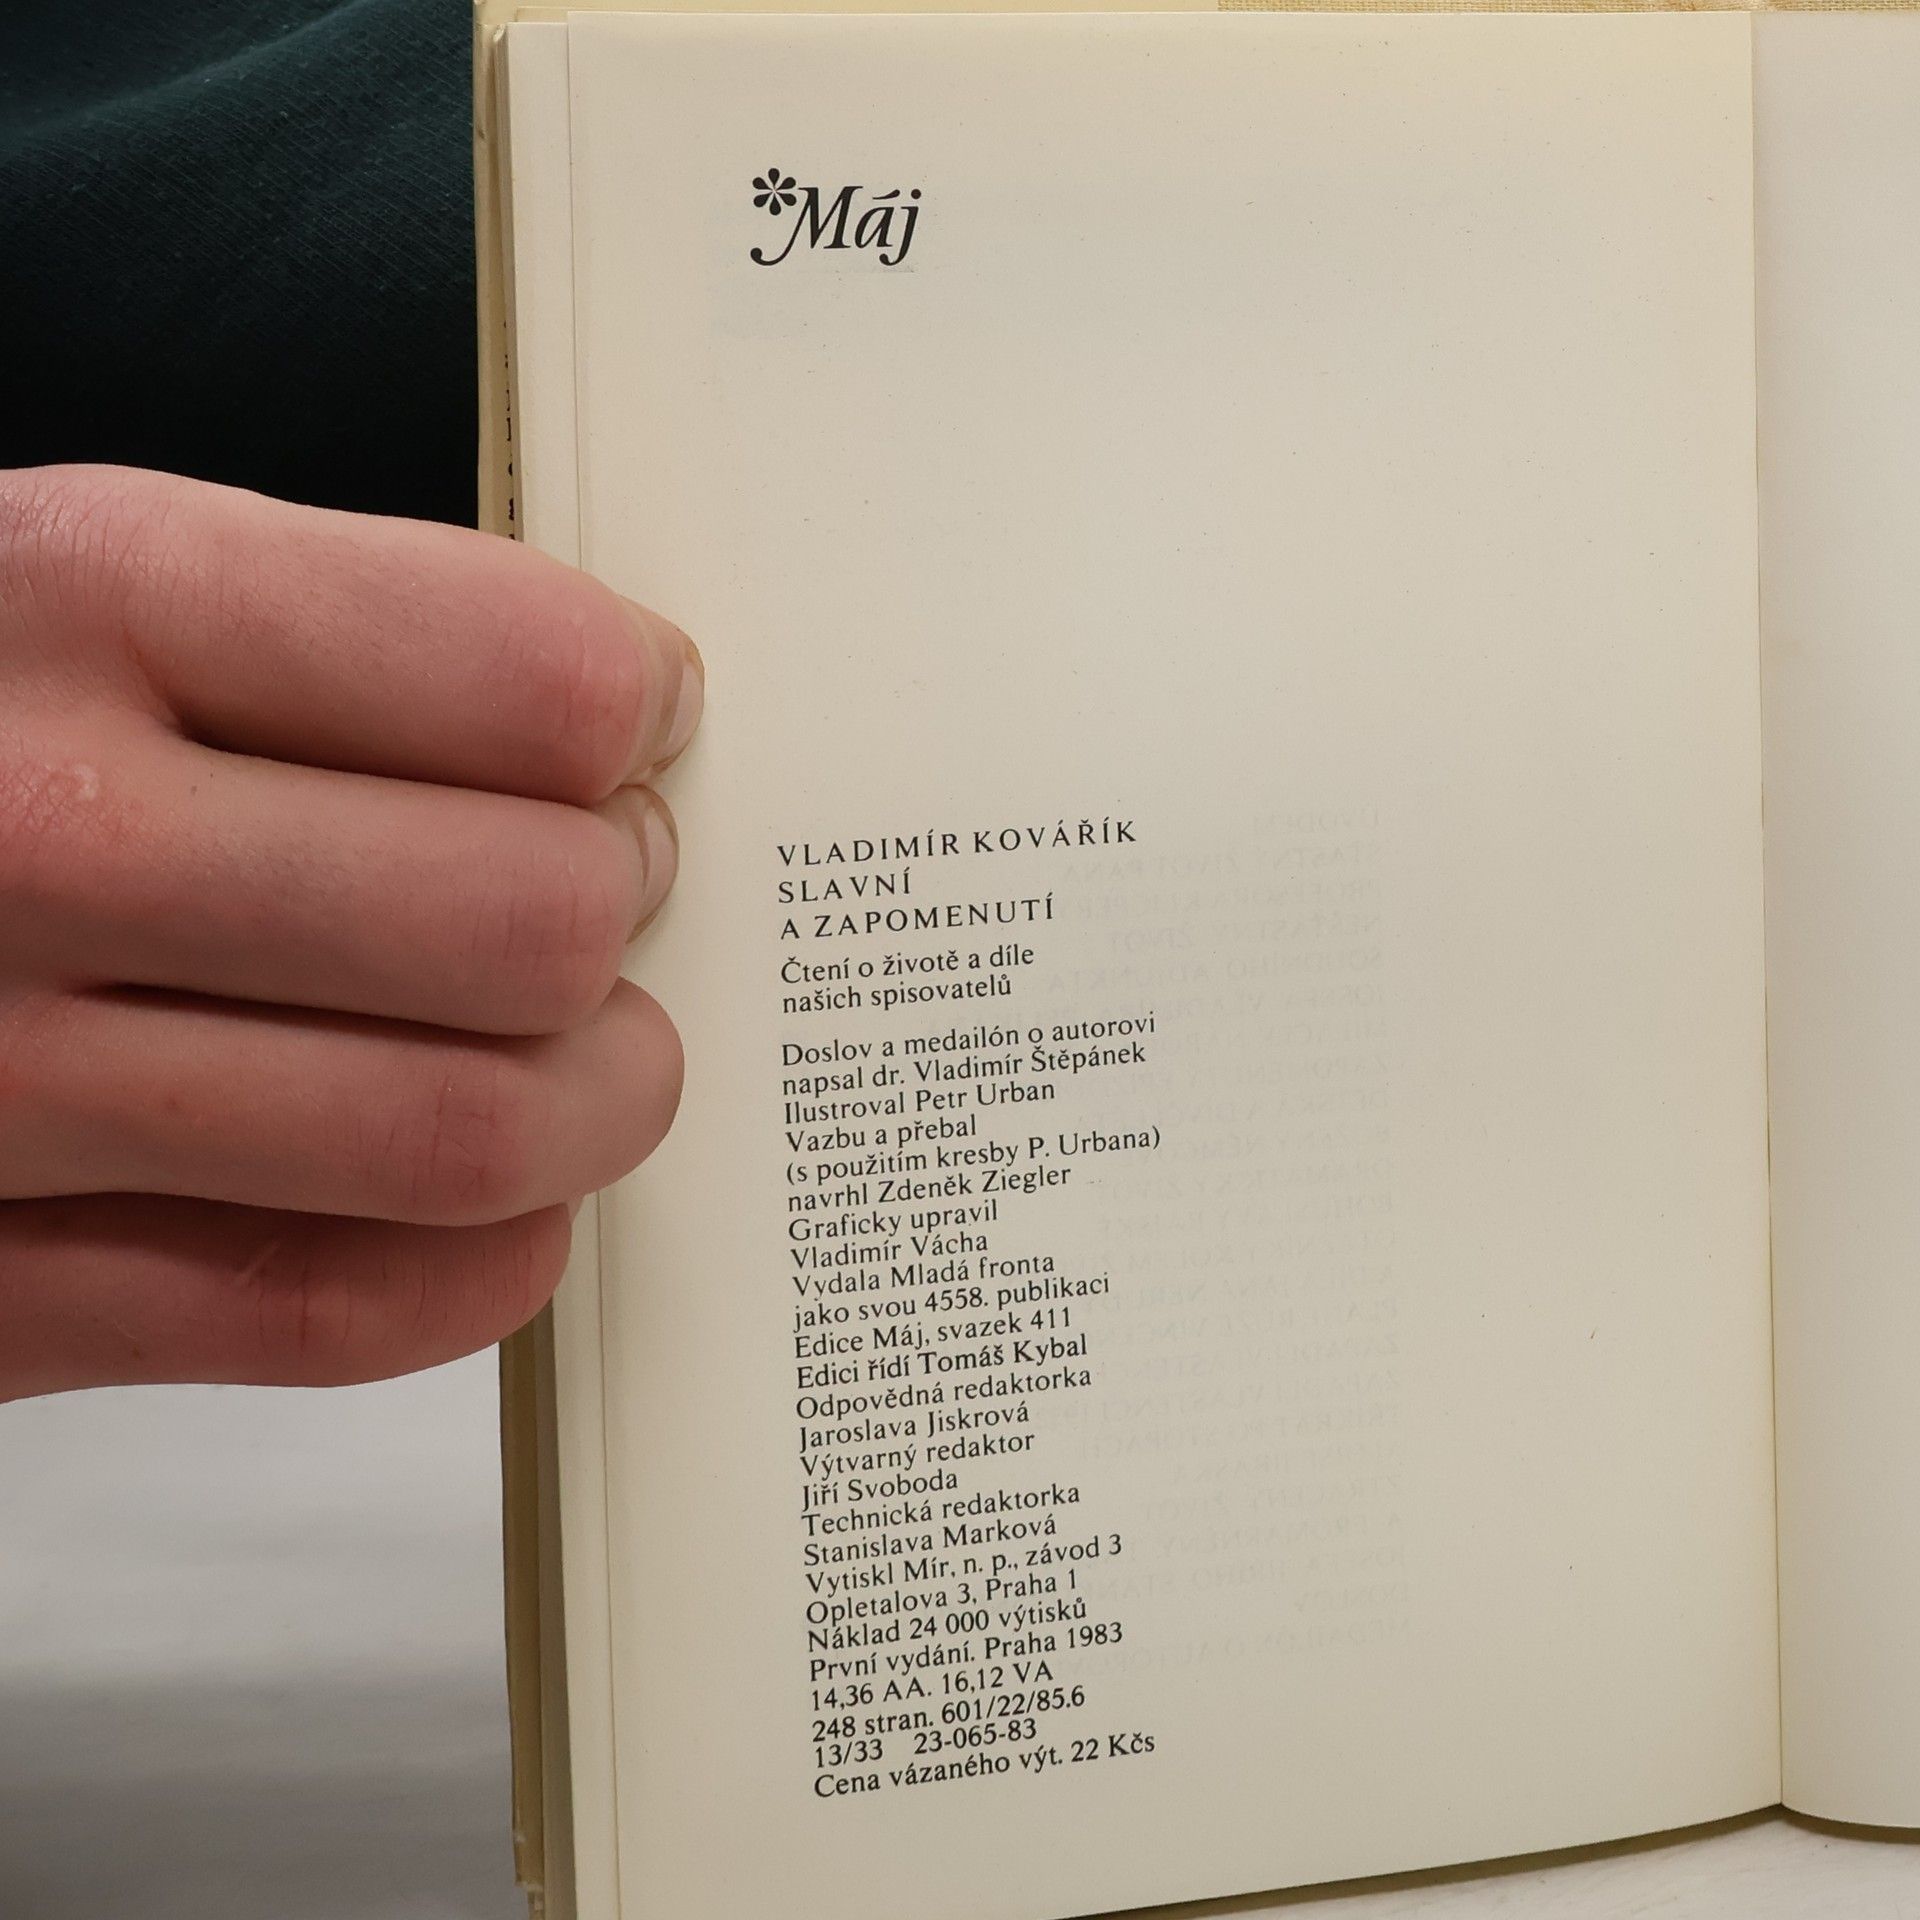 *Máj
VLADIMÍR KOVÁŘÍK
SLAVNÍ
A ZAPOMENUTÍ
Čtení o životě a díle
našich spisovatelů
Doslov a medailón o autorovi
napsal dr. Vladimír Štěpánek
Ilustroval Petr Urban
Vazbu a přebal
(s použitím kresby P. Urbana)
navrhl Zdeněk Ziegler
Graficky upravil
Vladimír Vácha
Vydala Mladá fronta
jako svou 4558. publikaci
Edice Máj, svazek 411
Edici řídí Tomáš Kybal
Odpovědná redaktorka
Jaroslava Jiskrová
Výtvarný redaktor
Jiří Svoboda
Technická redaktorka
Stanislava Marková
Vytiskl Mír, n. p., závod 3
Opletalova 3, Praha 1
Náklad 24 000 výtisků
První vydání. Praha 1983
14,36 AA. 16,12 VA
248 stran. 601/22/85.6
13/33 23-065-83
Cena vázaného výt. 22 Kčs